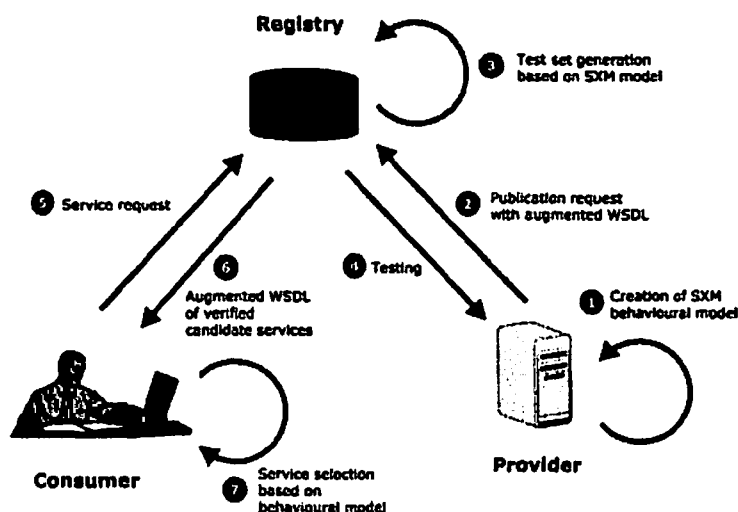 Registry
3 Test set generation
based on SXM model
5 Service request
2 Publication request
with augmented WSDL
6
Augmented WSDL
of verified
candidate services
4 Testing
1 Creation of SXM
behavioural model
Consumer
Provider
7 Service selection
based on
behavioural model